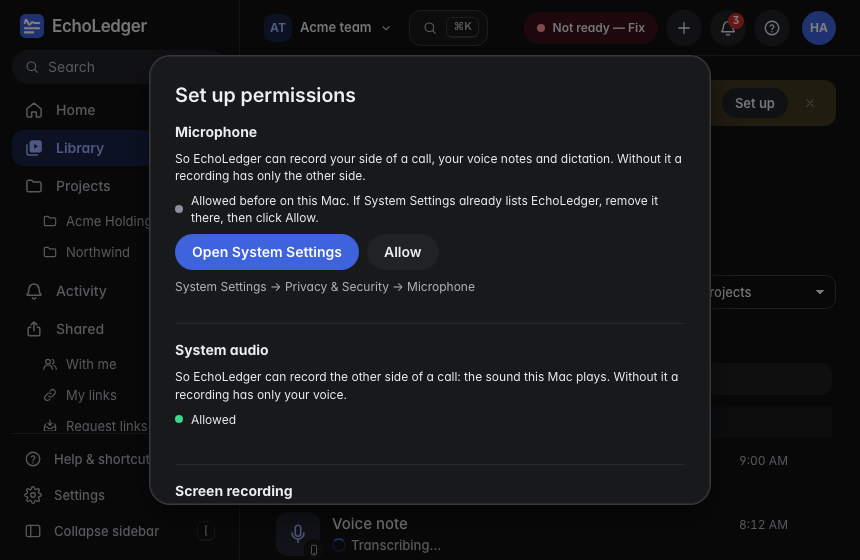 EchoLedger
AT Acme team
⌘K
Not ready — Fix
3
HA
Search
Home
Library
Projects
Acme Holding
Northwind
Activity
Shared
With me
My links
Request links
Help & shortcut
Settings
Collapse sidebar [
Set up
Set up permissions
Microphone
So EchoLedger can record your side of a call, your voice notes and dictation. Without it a
recording has only the other side.
Allowed before on this Mac. If System Settings already lists EchoLedger, remove it
there, then click Allow.
Open System Settings Allow
System Settings → Privacy & Security → Microphone
System audio
So EchoLedger can record the other side of a call: the sound this Mac plays. Without it a
recording has only your voice.
Allowed
Screen recording
rojects
9:00 AM
Voice note 8:12 AM
Transcribing...